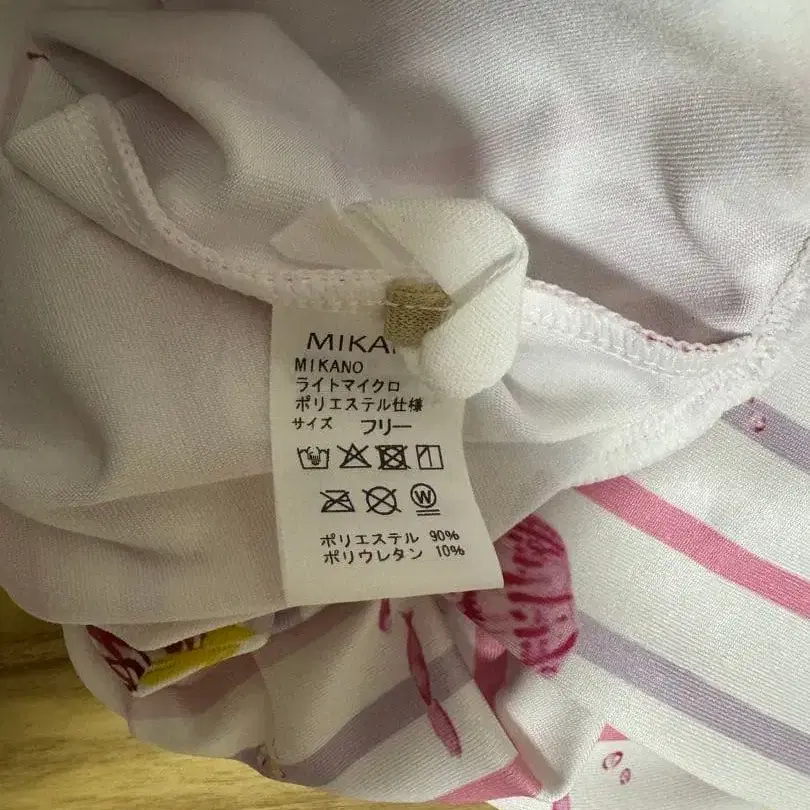 MIKA
MIKANO
ライトマイクロ
ポリエステル仕様
サイズ フリー
W
ポリエステル 90%
ポリウレタン 10%